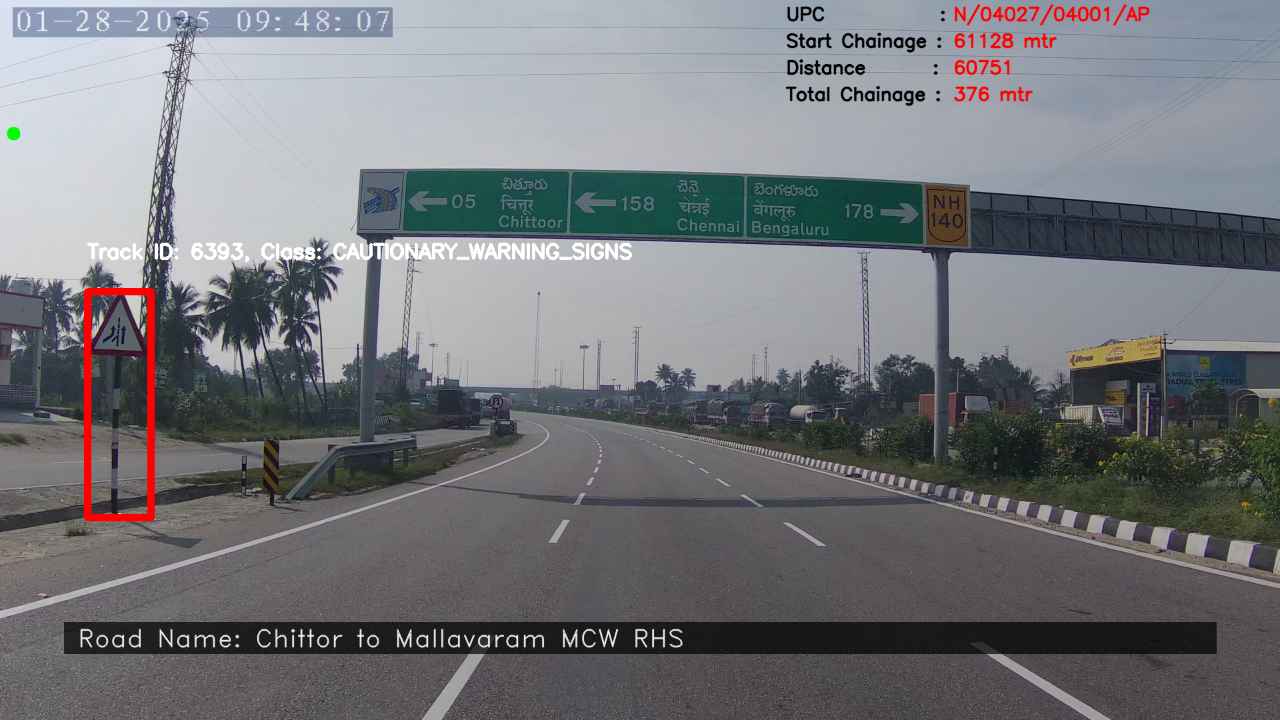 01-28-2025 09:48:07
UPC : N/04027/04001/AP
Start Chainage : 61128 mtr
Distance : 60751
Total Chainage : 376 mtr
05 చిత్తూరు चित्तूर Chittoor
158 చెన్నై चेन्नई Chennai
బెంగళూరు बेंगलूरु Bengaluru 178
NH 140
Track ID: 6393, Class: CAUTIONARY_WARNING_SIGNS
Road Name: Chittor to Mallavaram MCW RHS